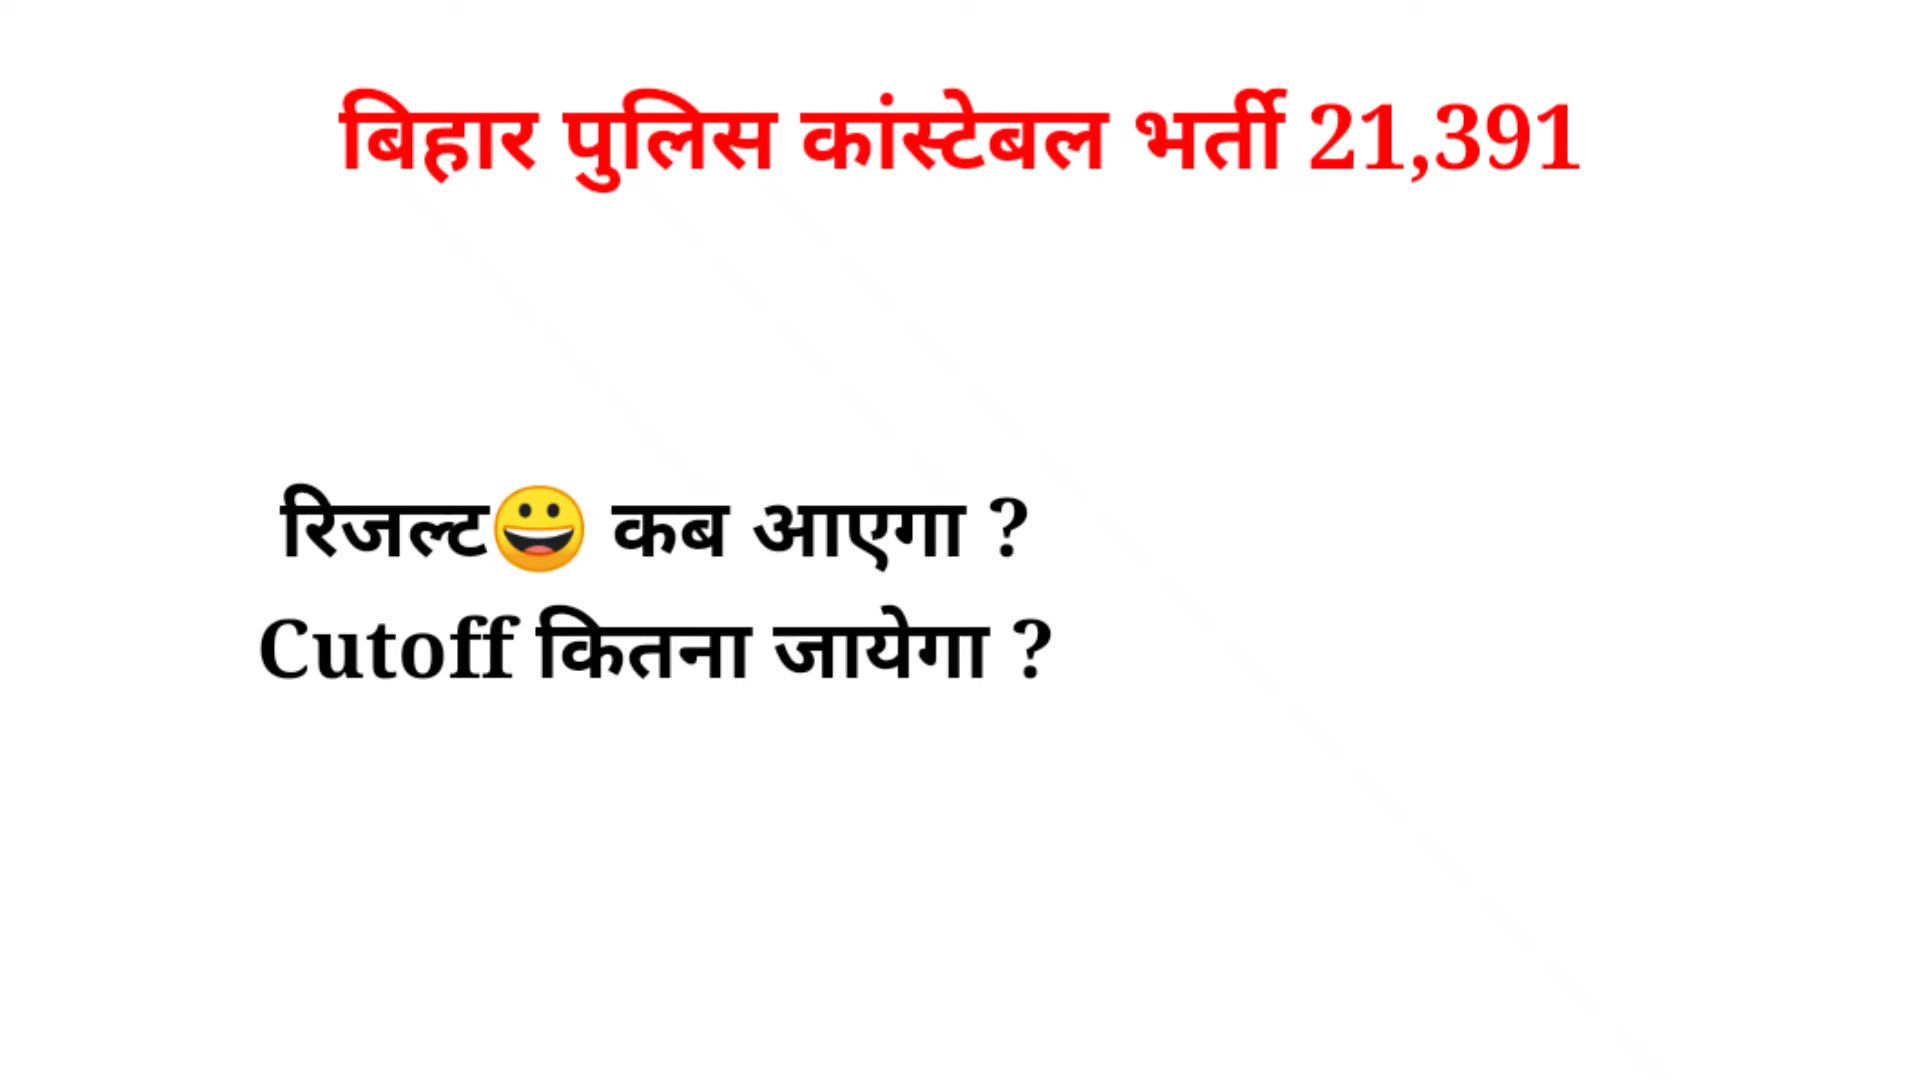 बिहार पुलिस कांस्टेबल भर्ती 21,391
रिजल्ट😀 कब आएगा ?
Cutoff कितना जायेगा ?